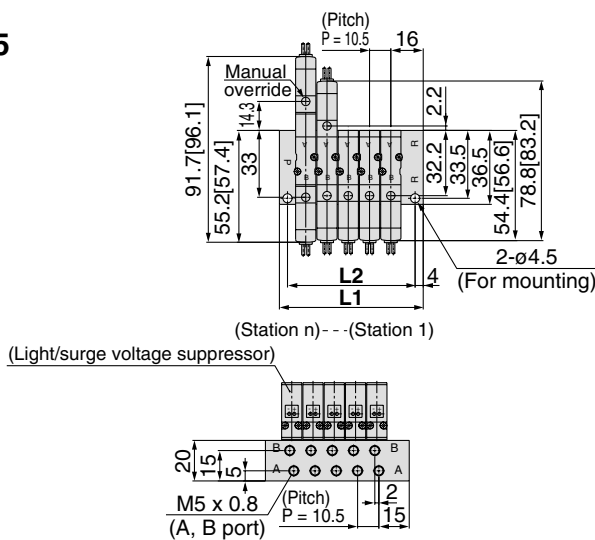 5
(Pitch)
P = 10.5
16
Manual
override
14.3
2.2
91.7[96.1]
55.2[57.4]
33
P
A
A
A
A
A
B
B
B
B
B
R
R
32.2
33.5
36.5
54.4[56.6]
78.8[83.2]
L2
4
L1
2-ø4.5
(For mounting)
(Station n)---(Station 1)
(Light/surge voltage suppressor)
B
B
A
A
20
15
5
M5 x 0.8
(A, B port)
(Pitch)
P = 10.5
2
15